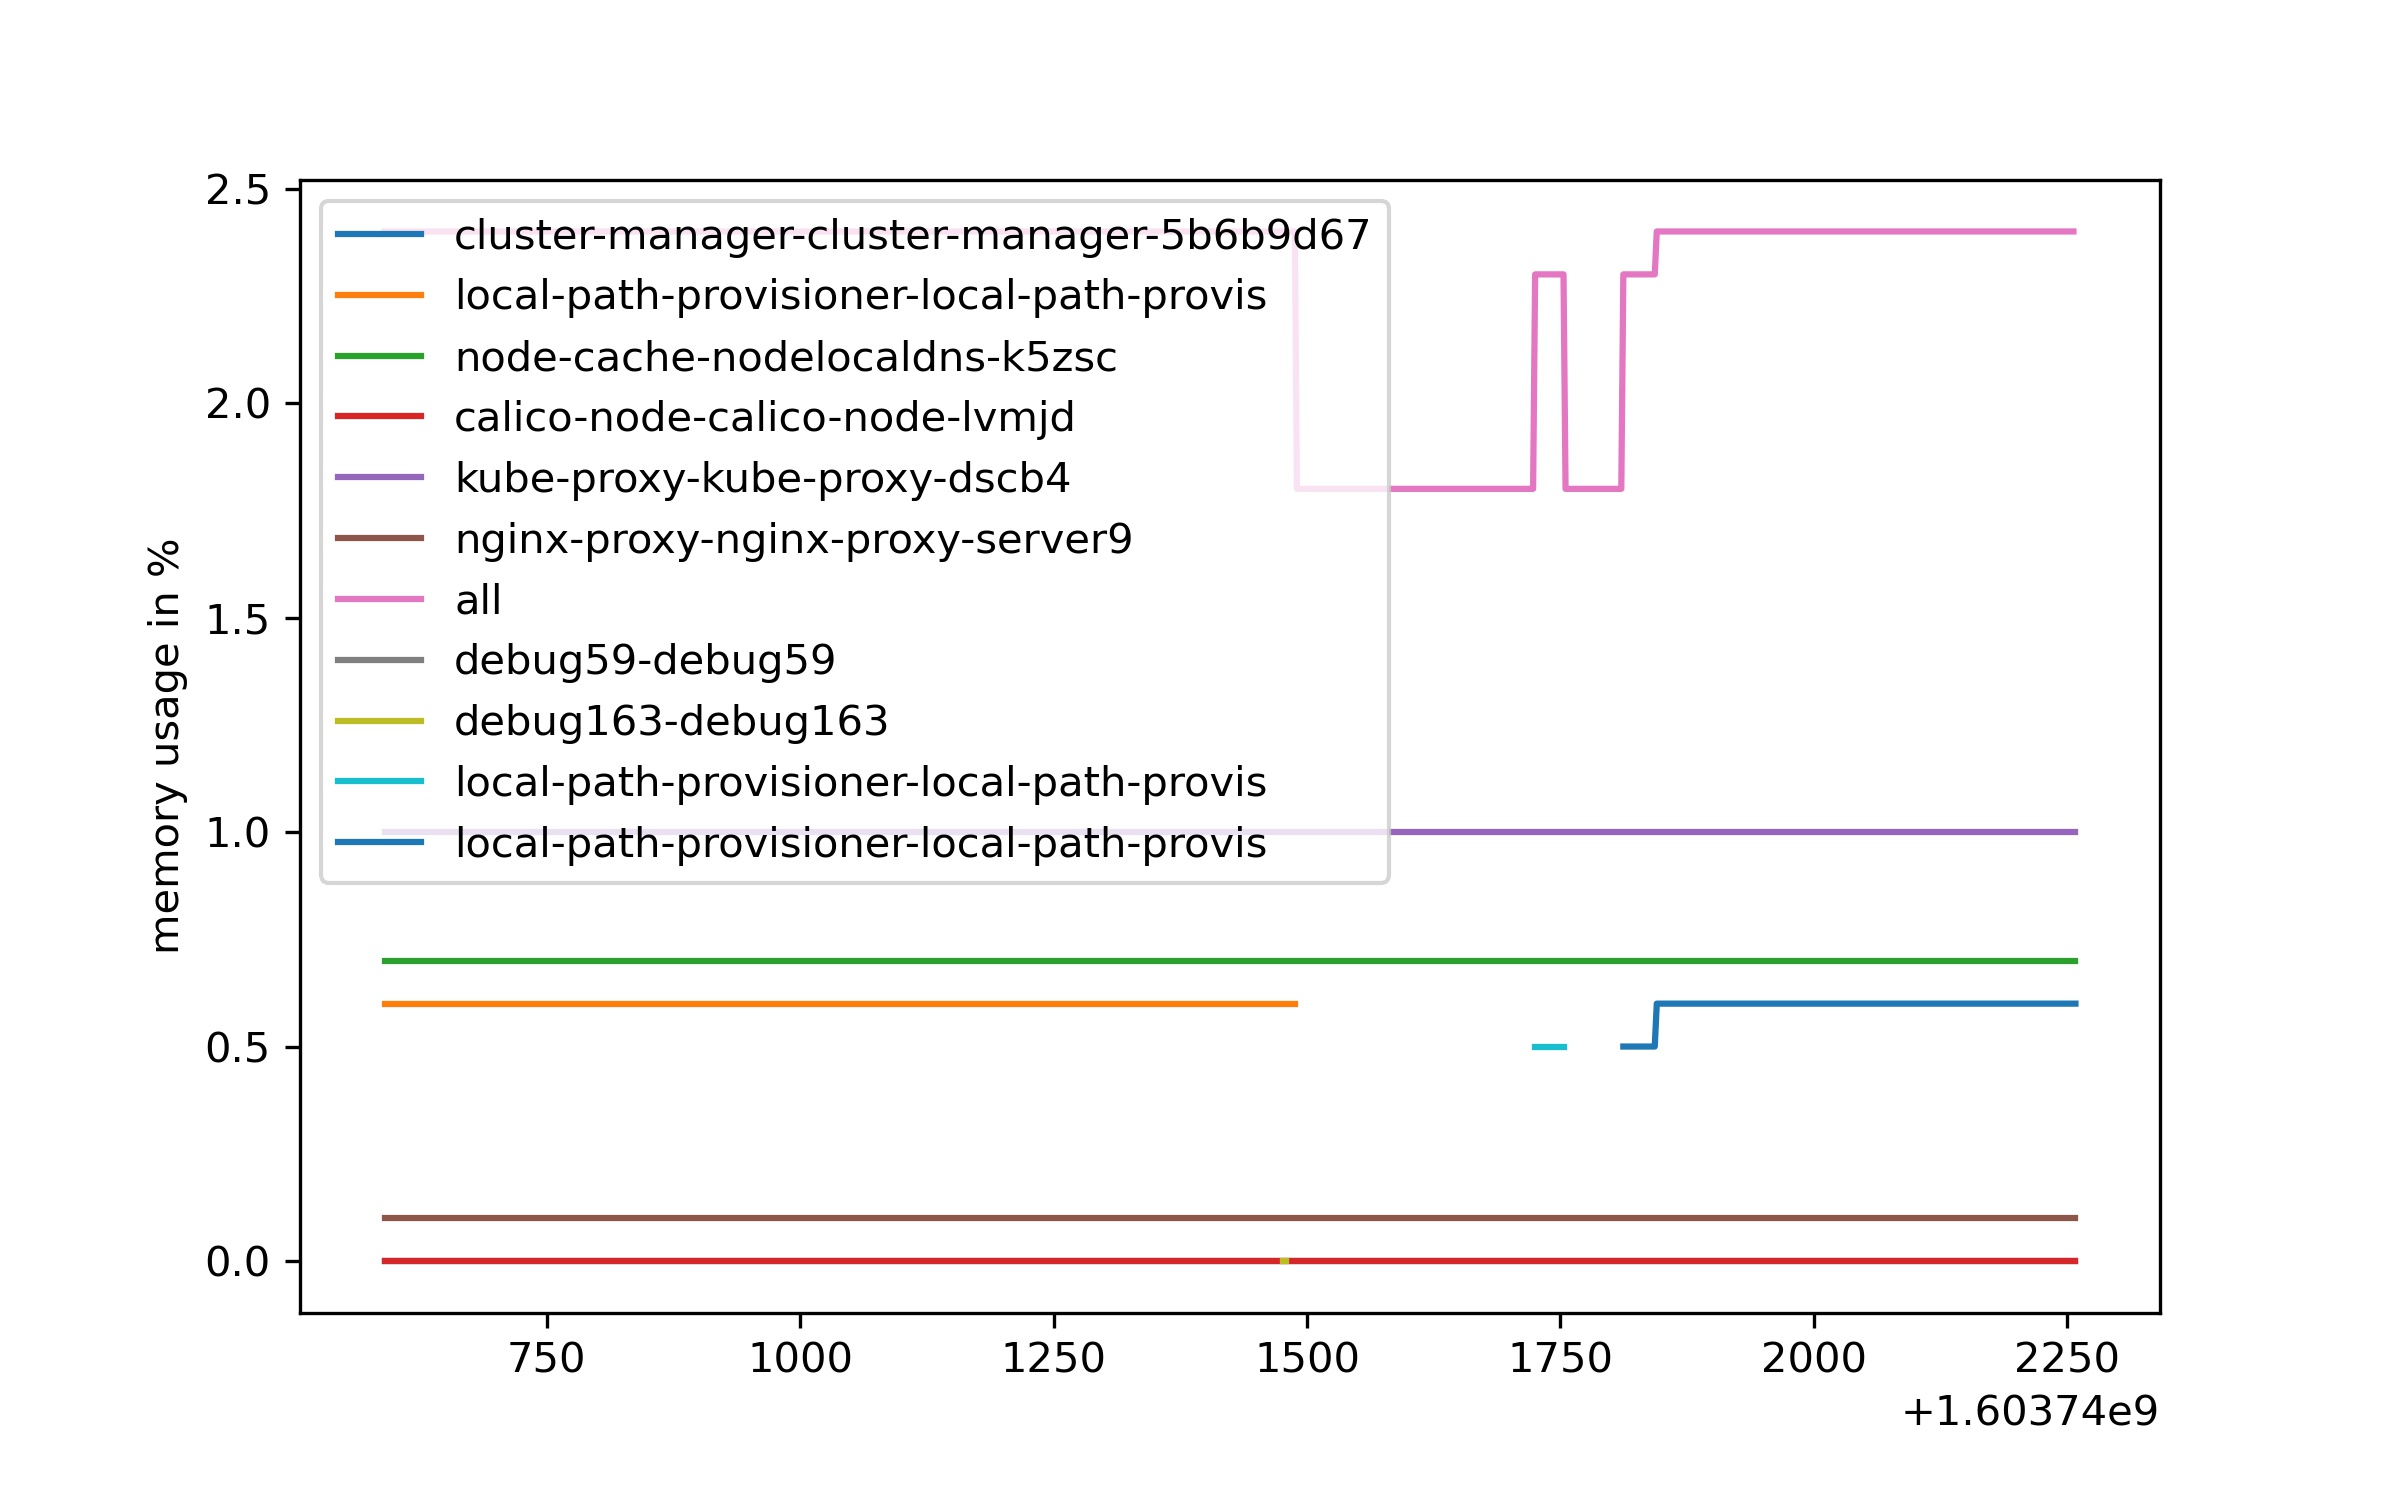 2.5
2.0
1.5
1.0
0.5
0.0
memory usage in %
cluster-manager-cluster-manager-5b6b9d67
local-path-provisioner-local-path-provis
node-cache-nodelocaldns-k5zsc
calico-node-calico-node-lvmjd
kube-proxy-kube-proxy-dscb4
nginx-proxy-nginx-proxy-server9
all
debug59-debug59
debug163-debug163
local-path-provisioner-local-path-provis
local-path-provisioner-local-path-provis
750 1000 1250 1500 1750 2000 2250
+1.60374e9